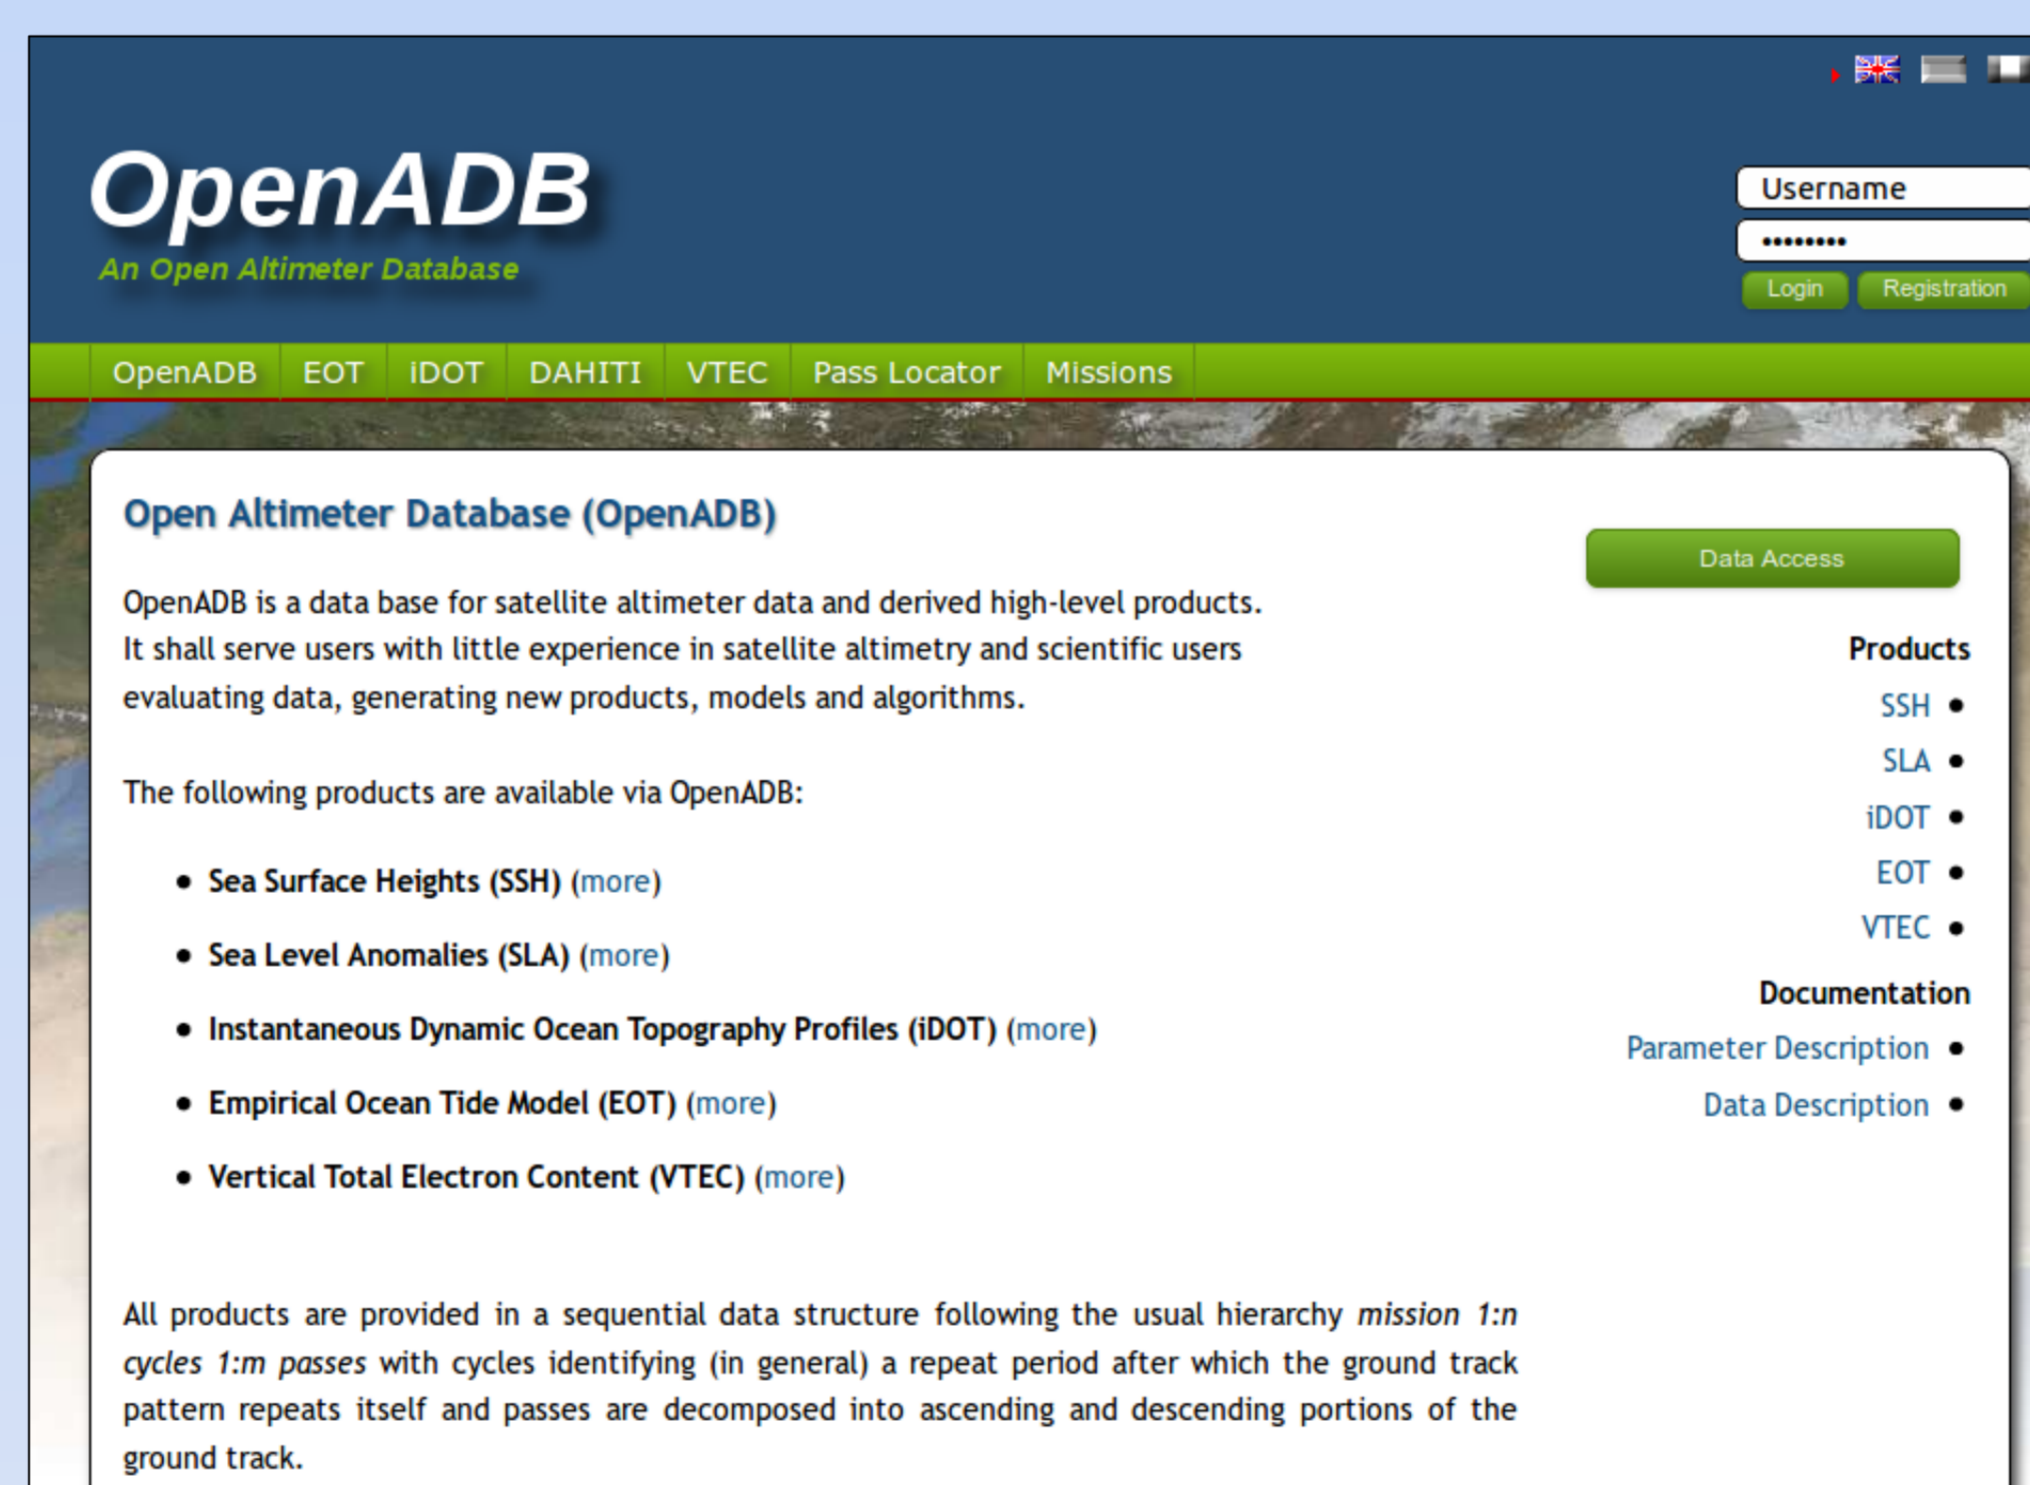 OpenADB
An Open Altimeter Database
Username
••••••••
Login Registration
OpenADB EOT iDOT DAHITI VTEC Pass Locator Missions
Open Altimeter Database (OpenADB)
OpenADB is a data base for satellite altimeter data and derived high-level products.
It shall serve users with little experience in satellite altimetry and scientific users
evaluating data, generating new products, models and algorithms.
The following products are available via OpenADB:
• Sea Surface Heights (SSH) (more)
• Sea Level Anomalies (SLA) (more)
• Instantaneous Dynamic Ocean Topography Profiles (iDOT) (more)
• Empirical Ocean Tide Model (EOT) (more)
• Vertical Total Electron Content (VTEC) (more)
All products are provided in a sequential data structure following the usual hierarchy mission 1:n
cycles 1:m passes with cycles identifying (in general) a repeat period after which the ground track
pattern repeats itself and passes are decomposed into ascending and descending portions of the
ground track.
Data Access
Products
SSH •
SLA •
iDOT •
EOT •
VTEC •
Documentation
Parameter Description •
Data Description •